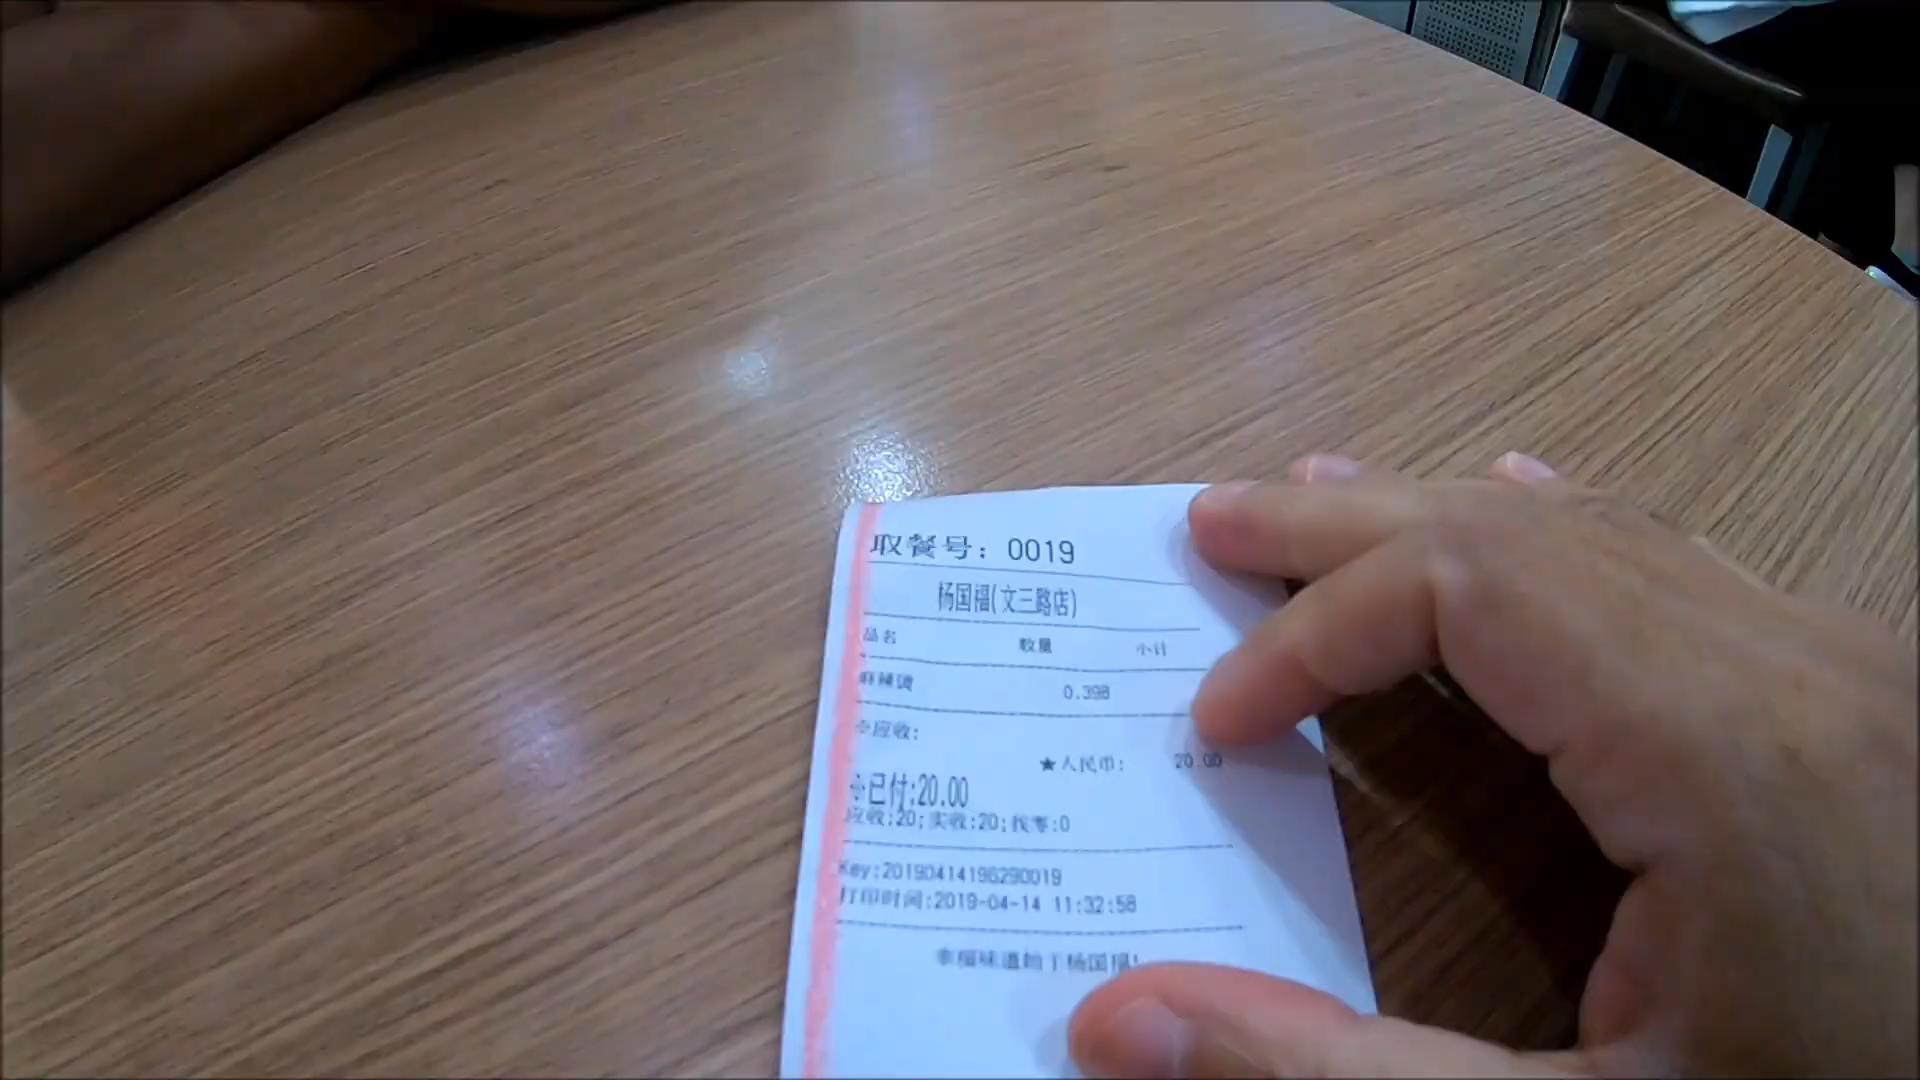 取餐号：0019
杨国福(文三路店)
品名 数量 小计
麻辣烫 0.398
※应收:
★人民币: 20.00
※已付:20.00
应收:20;实收:20;找零:0
Key:20190414196290019
打印时间:2019-04-14 11:32:58
幸福味道始于杨国福!